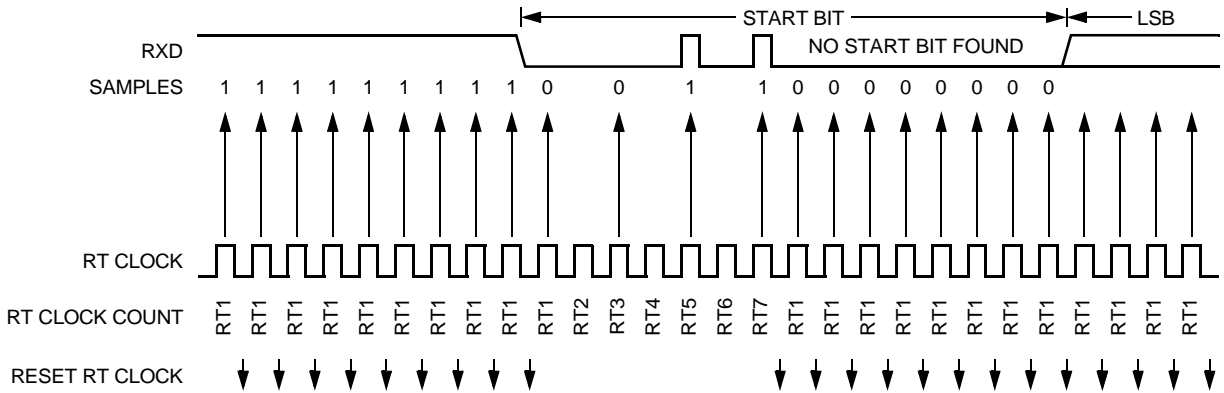 START BIT LSB
RXD NO START BIT FOUND
SAMPLES 1 1 1 1 1 1 1 1 1 0 0 1 1 0 0 0 0 0 0 0 0
RT CLOCK
RT CLOCK COUNT RT1 RT1 RT1 RT1 RT1 RT1 RT1 RT1 RT1 RT1 RT2 RT3 RT4 RT5 RT6 RT7 RT1 RT1 RT1 RT1 RT1 RT1 RT1 RT1 RT1 RT1 RT1 RT1
RESET RT CLOCK